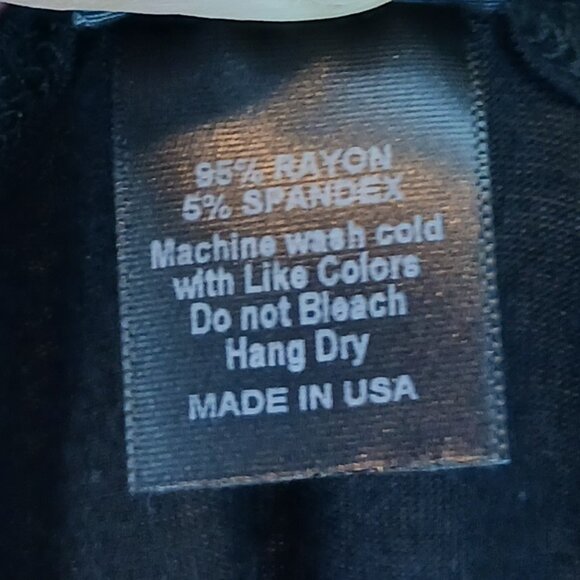 95% RAYON
5% SPANDEX
Machine wash cold
with Like Colors
Do not Bleach
Hang Dry
MADE IN USA